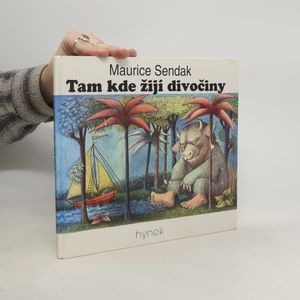 Maurice Sendak
Tam kde žijí divočiny
hynek